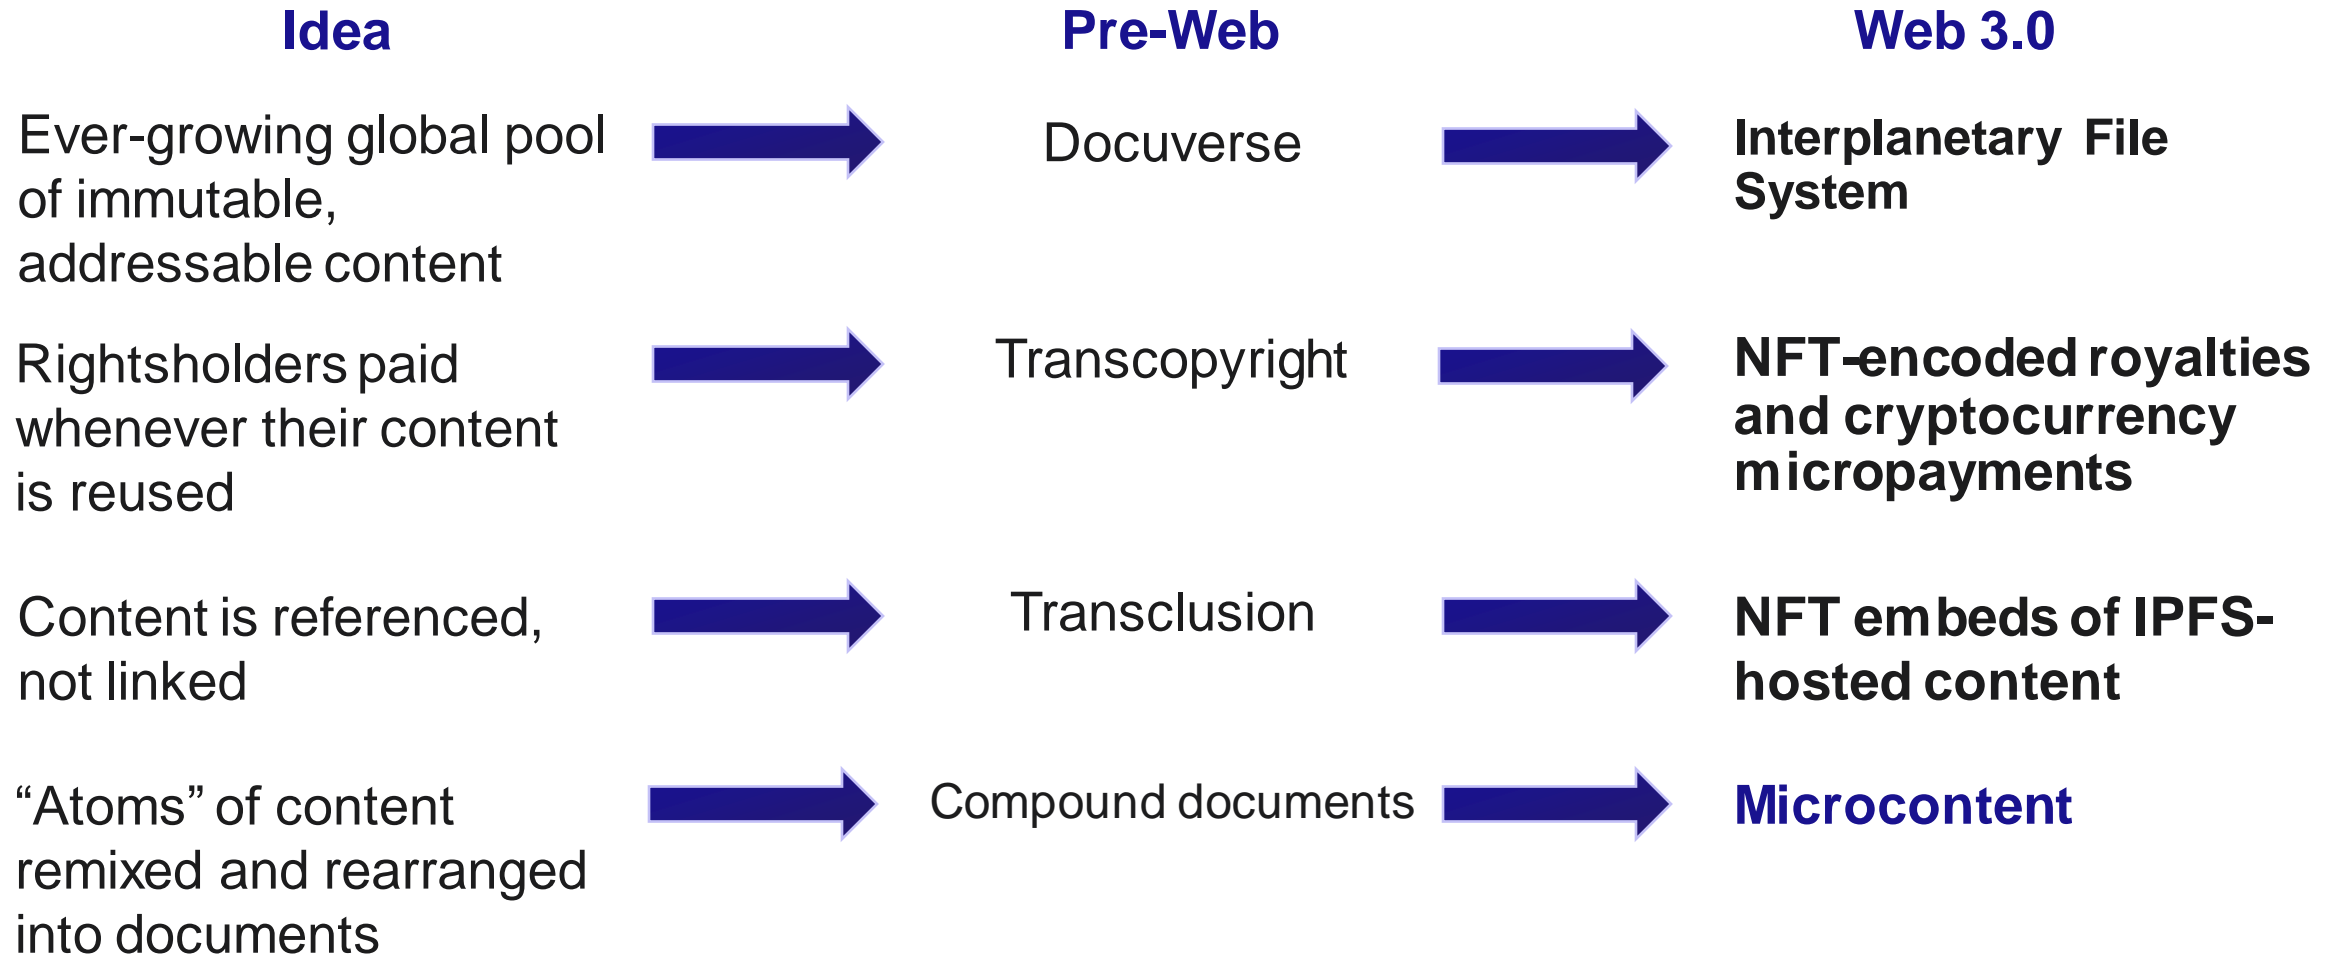 Idea
Pre-Web
Web 3.0
Ever-growing global pool
of immutable,
addressable content
Docuverse
Interplanetary File
System
Rightsholders paid
whenever their content
is reused
Transcopyright
NFT-encoded royalties
and cryptocurrency
micropayments
Content is referenced,
not linked
Transclusion
NFT embeds of IPFS-
hosted content
“Atoms” of content
remixed and rearranged
into documents
Compound documents
Microcontent